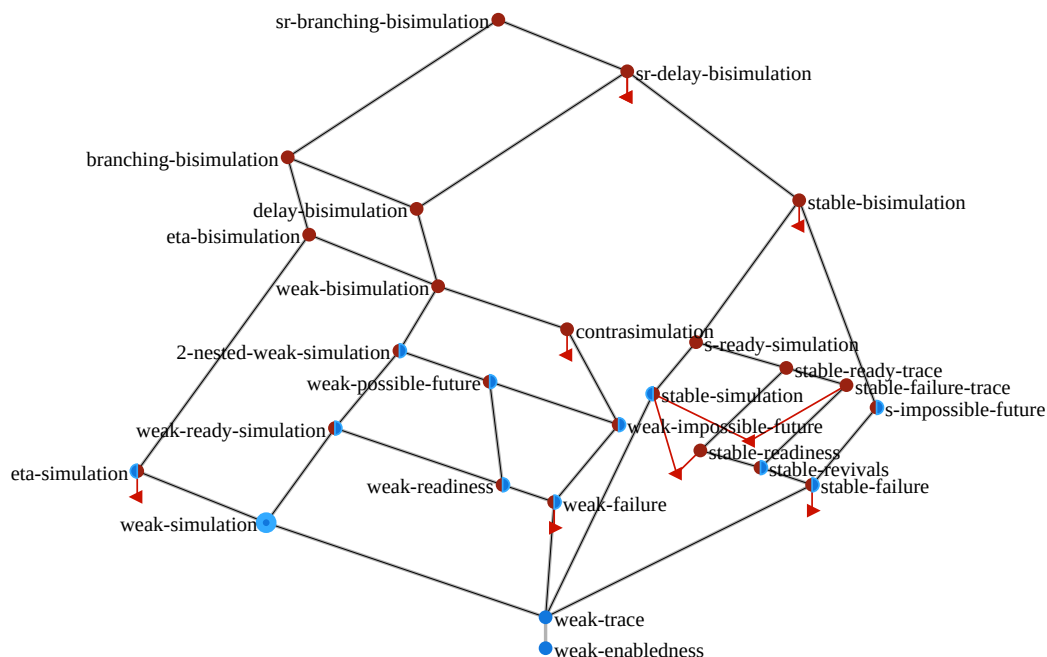 sr-branching-bisimulation
sr-delay-bisimulation
branching-bisimulation
delay-bisimulation
stable-bisimulation
eta-bisimulation
weak-bisimulation
contrasimulation
s-ready-simulation
2-nested-weak-simulation
stable-ready-trace
weak-possible-future
stable-failure-trace
stable-simulation
s-impossible-future
weak-ready-simulation
weak-impossible-future
stable-readiness
eta-simulation
stable-revivals
weak-readiness
stable-failure
weak-failure
weak-simulation
weak-trace
weak-enabledness